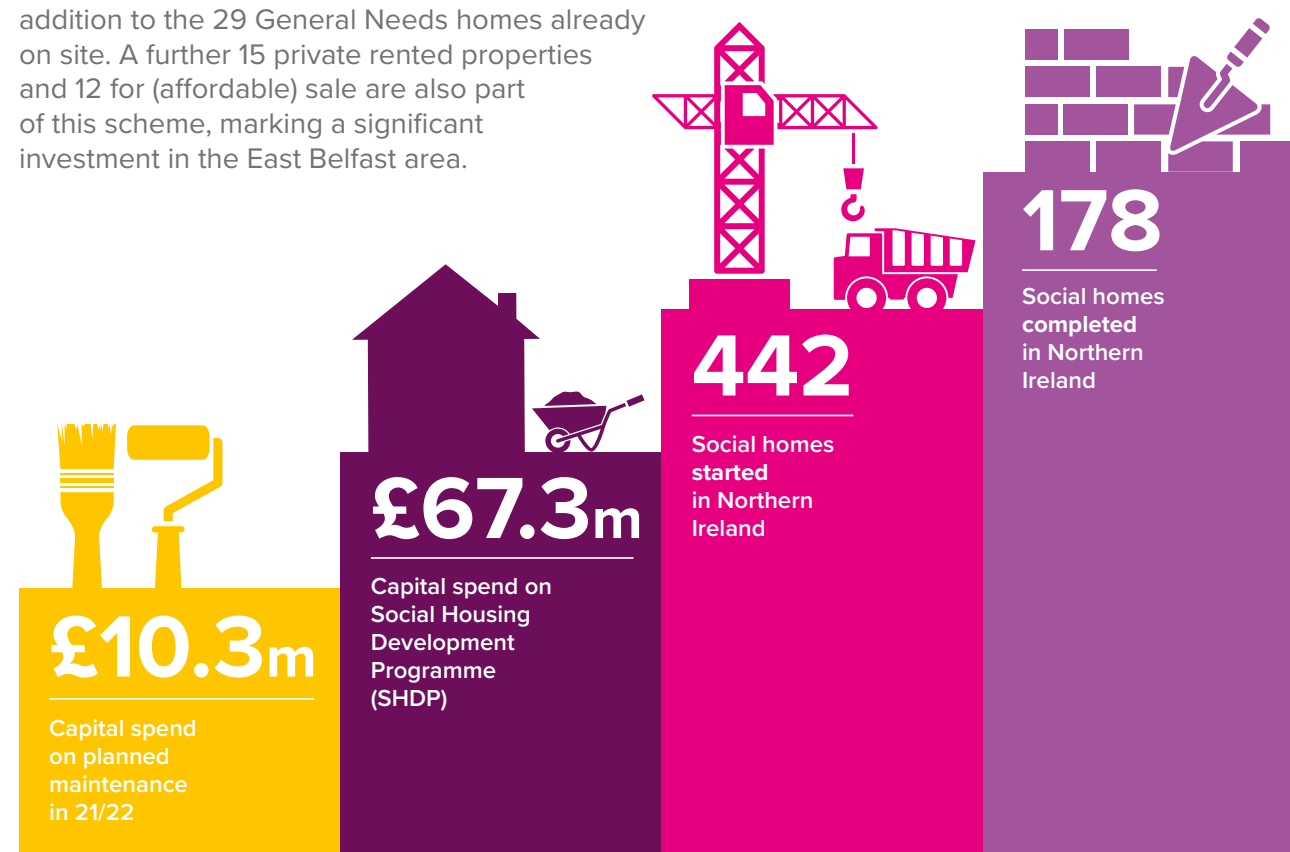 addition to the 29 General Needs homes already
on site. A further 15 private rented properties
and 12 for (affordable) sale are also part
of this scheme, marking a significant
investment in the East Belfast area.
£10.3m
Capital spend
on planned
maintenance
in 21/22
£67.3m
Capital spend on
Social Housing
Development
Programme
(SHDP)
442
Social homes
started
in Northern
Ireland
178
Social homes
completed
in Northern
Ireland